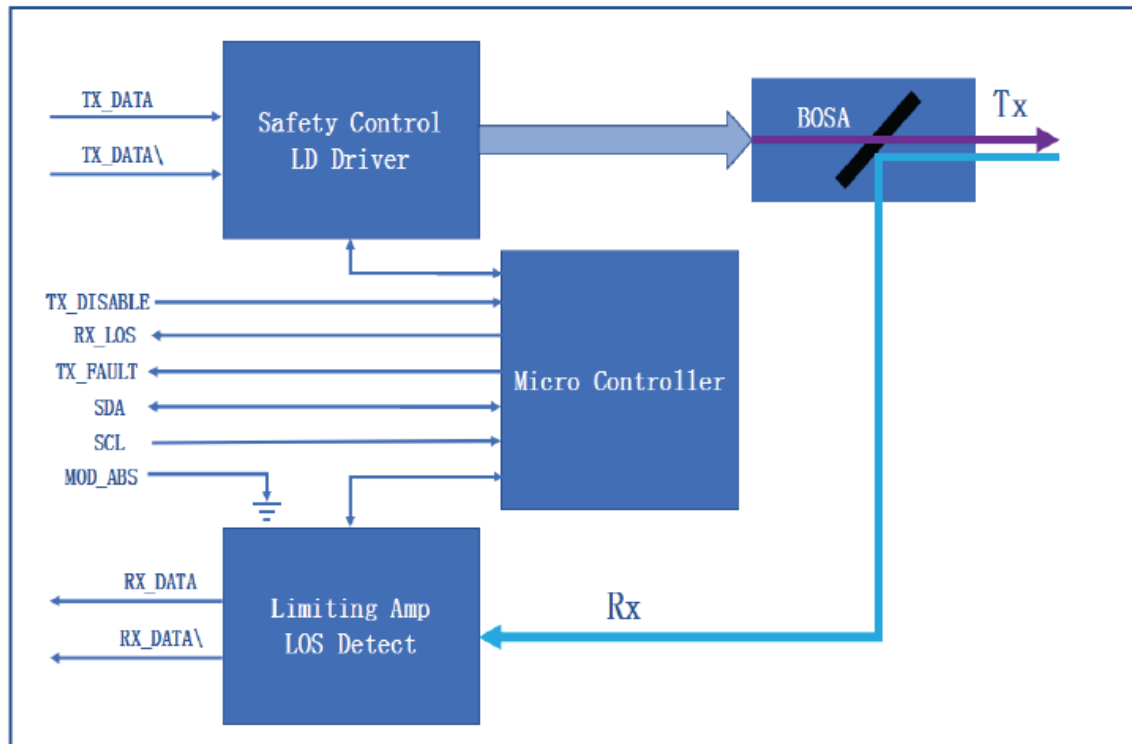 TX_DATA
TX_DATA\
Safety Control
LD Driver
BOSA
Tx
TX_DISABLE
RX_LOS
TX_FAULT
SDA
SCL
MOD_ABS
Micro Controller
RX_DATA
RX_DATA\
Limiting Amp
LOS Detect
Rx